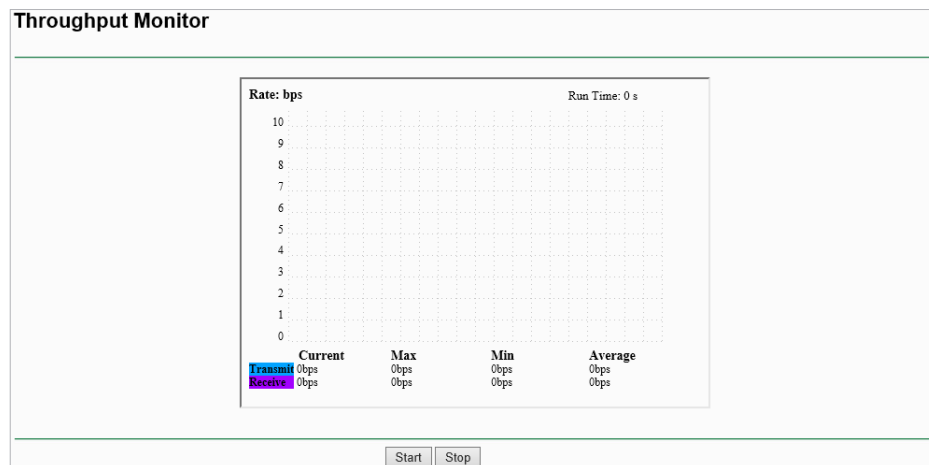 Throughput Monitor
Rate: bps Run Time: 0 s
10
9
8
7
6
5
4
3
2
1
0
Current Max Min Average
Transmit 0bps 0bps 0bps 0bps
Receive 0bps 0bps 0bps 0bps
Start Stop